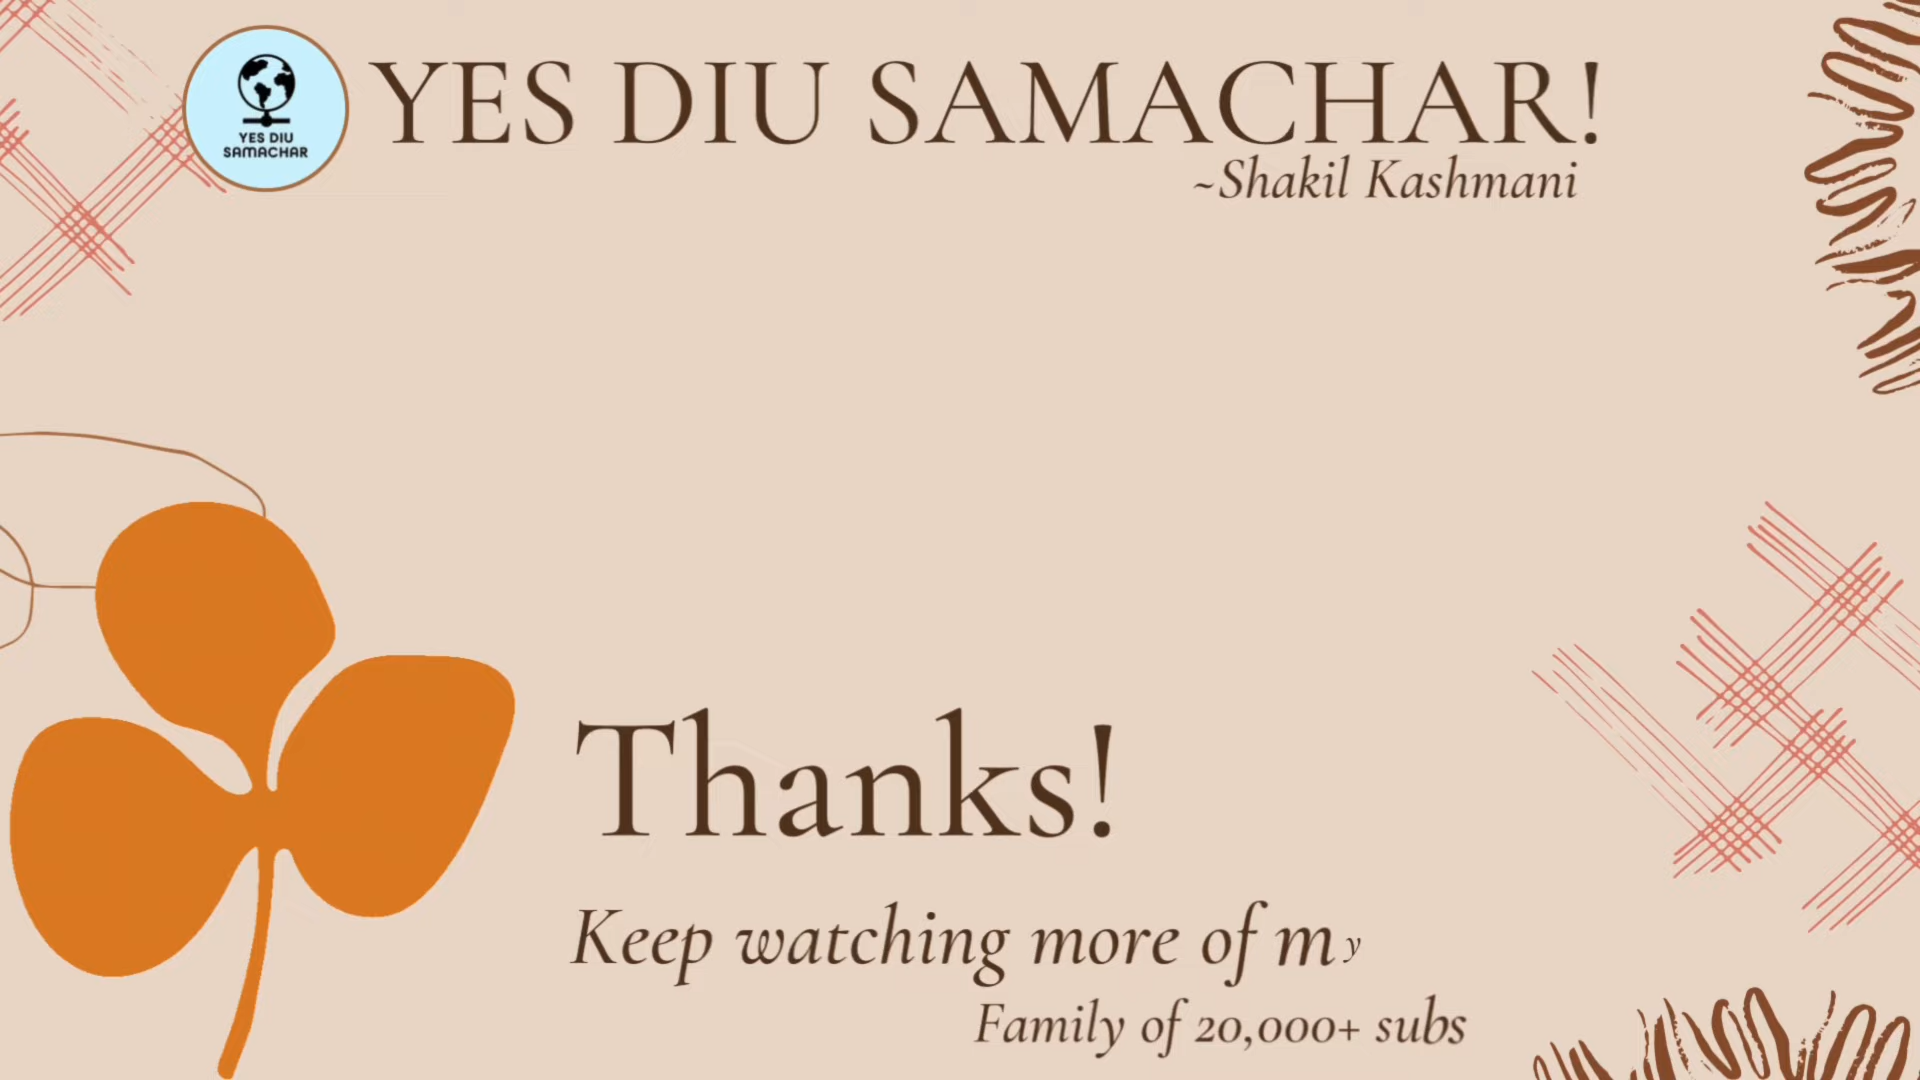 YES DIU
SAMACHAR
YES DIU SAMACHAR!
~Shakil Kashmani
Thanks!
Keep watching more of my
Family of 20,000+ subs